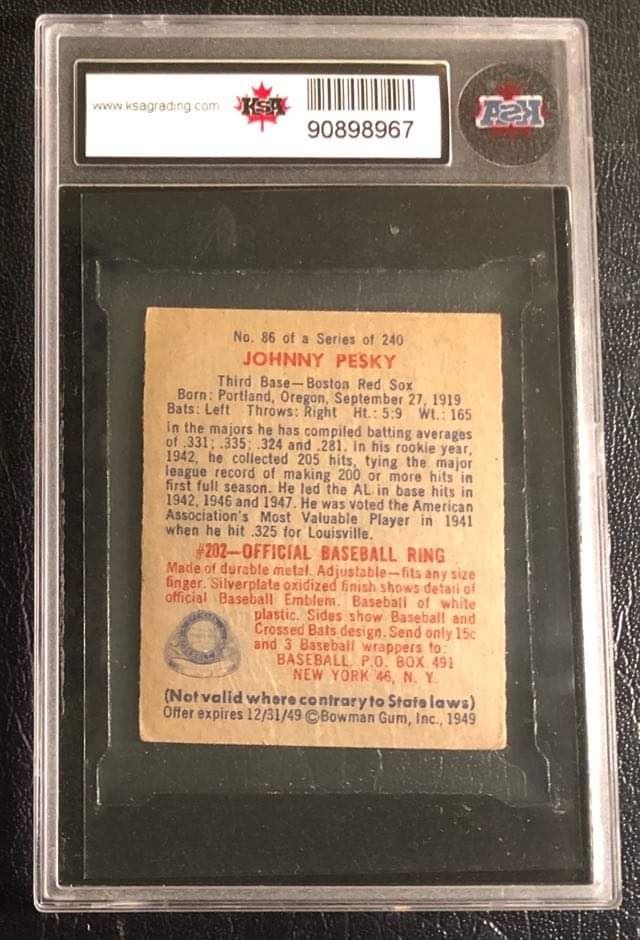 www.ksagrading.com
KSA
90898967
KSA
No. 86 of a Series of 240
JOHNNY PESKY
Third Base—Boston Red Sox
Born: Portland, Oregon, September 27, 1919
Bats: Left Throws: Right Ht.: 5:9 Wt.: 165
In the majors he has compiled batting averages
of .331; .335; .324 and .281. In his rookie year,
1942, he collected 205 hits, tying the major
league record of making 200 or more hits in
first full season. He led the AL in base hits in
1942, 1946 and 1947. He was voted the American
Association's Most Valuable Player in 1941
when he hit .325 for Louisville.
#202—OFFICIAL BASEBALL RING
Made of durable metal. Adjustable—fits any size
finger. Silverplate oxidized finish shows detail of
official Baseball Emblem. Baseball of white
plastic. Sides show Baseball and
Crossed Bats design. Send only 15c
and 3 Baseball wrappers to:
BASEBALL, P.O. BOX 491
NEW YORK 46, N. Y.
(Not valid where contrary to State laws)
Offer expires 12/31/49 ©Bowman Gum, Inc., 1949